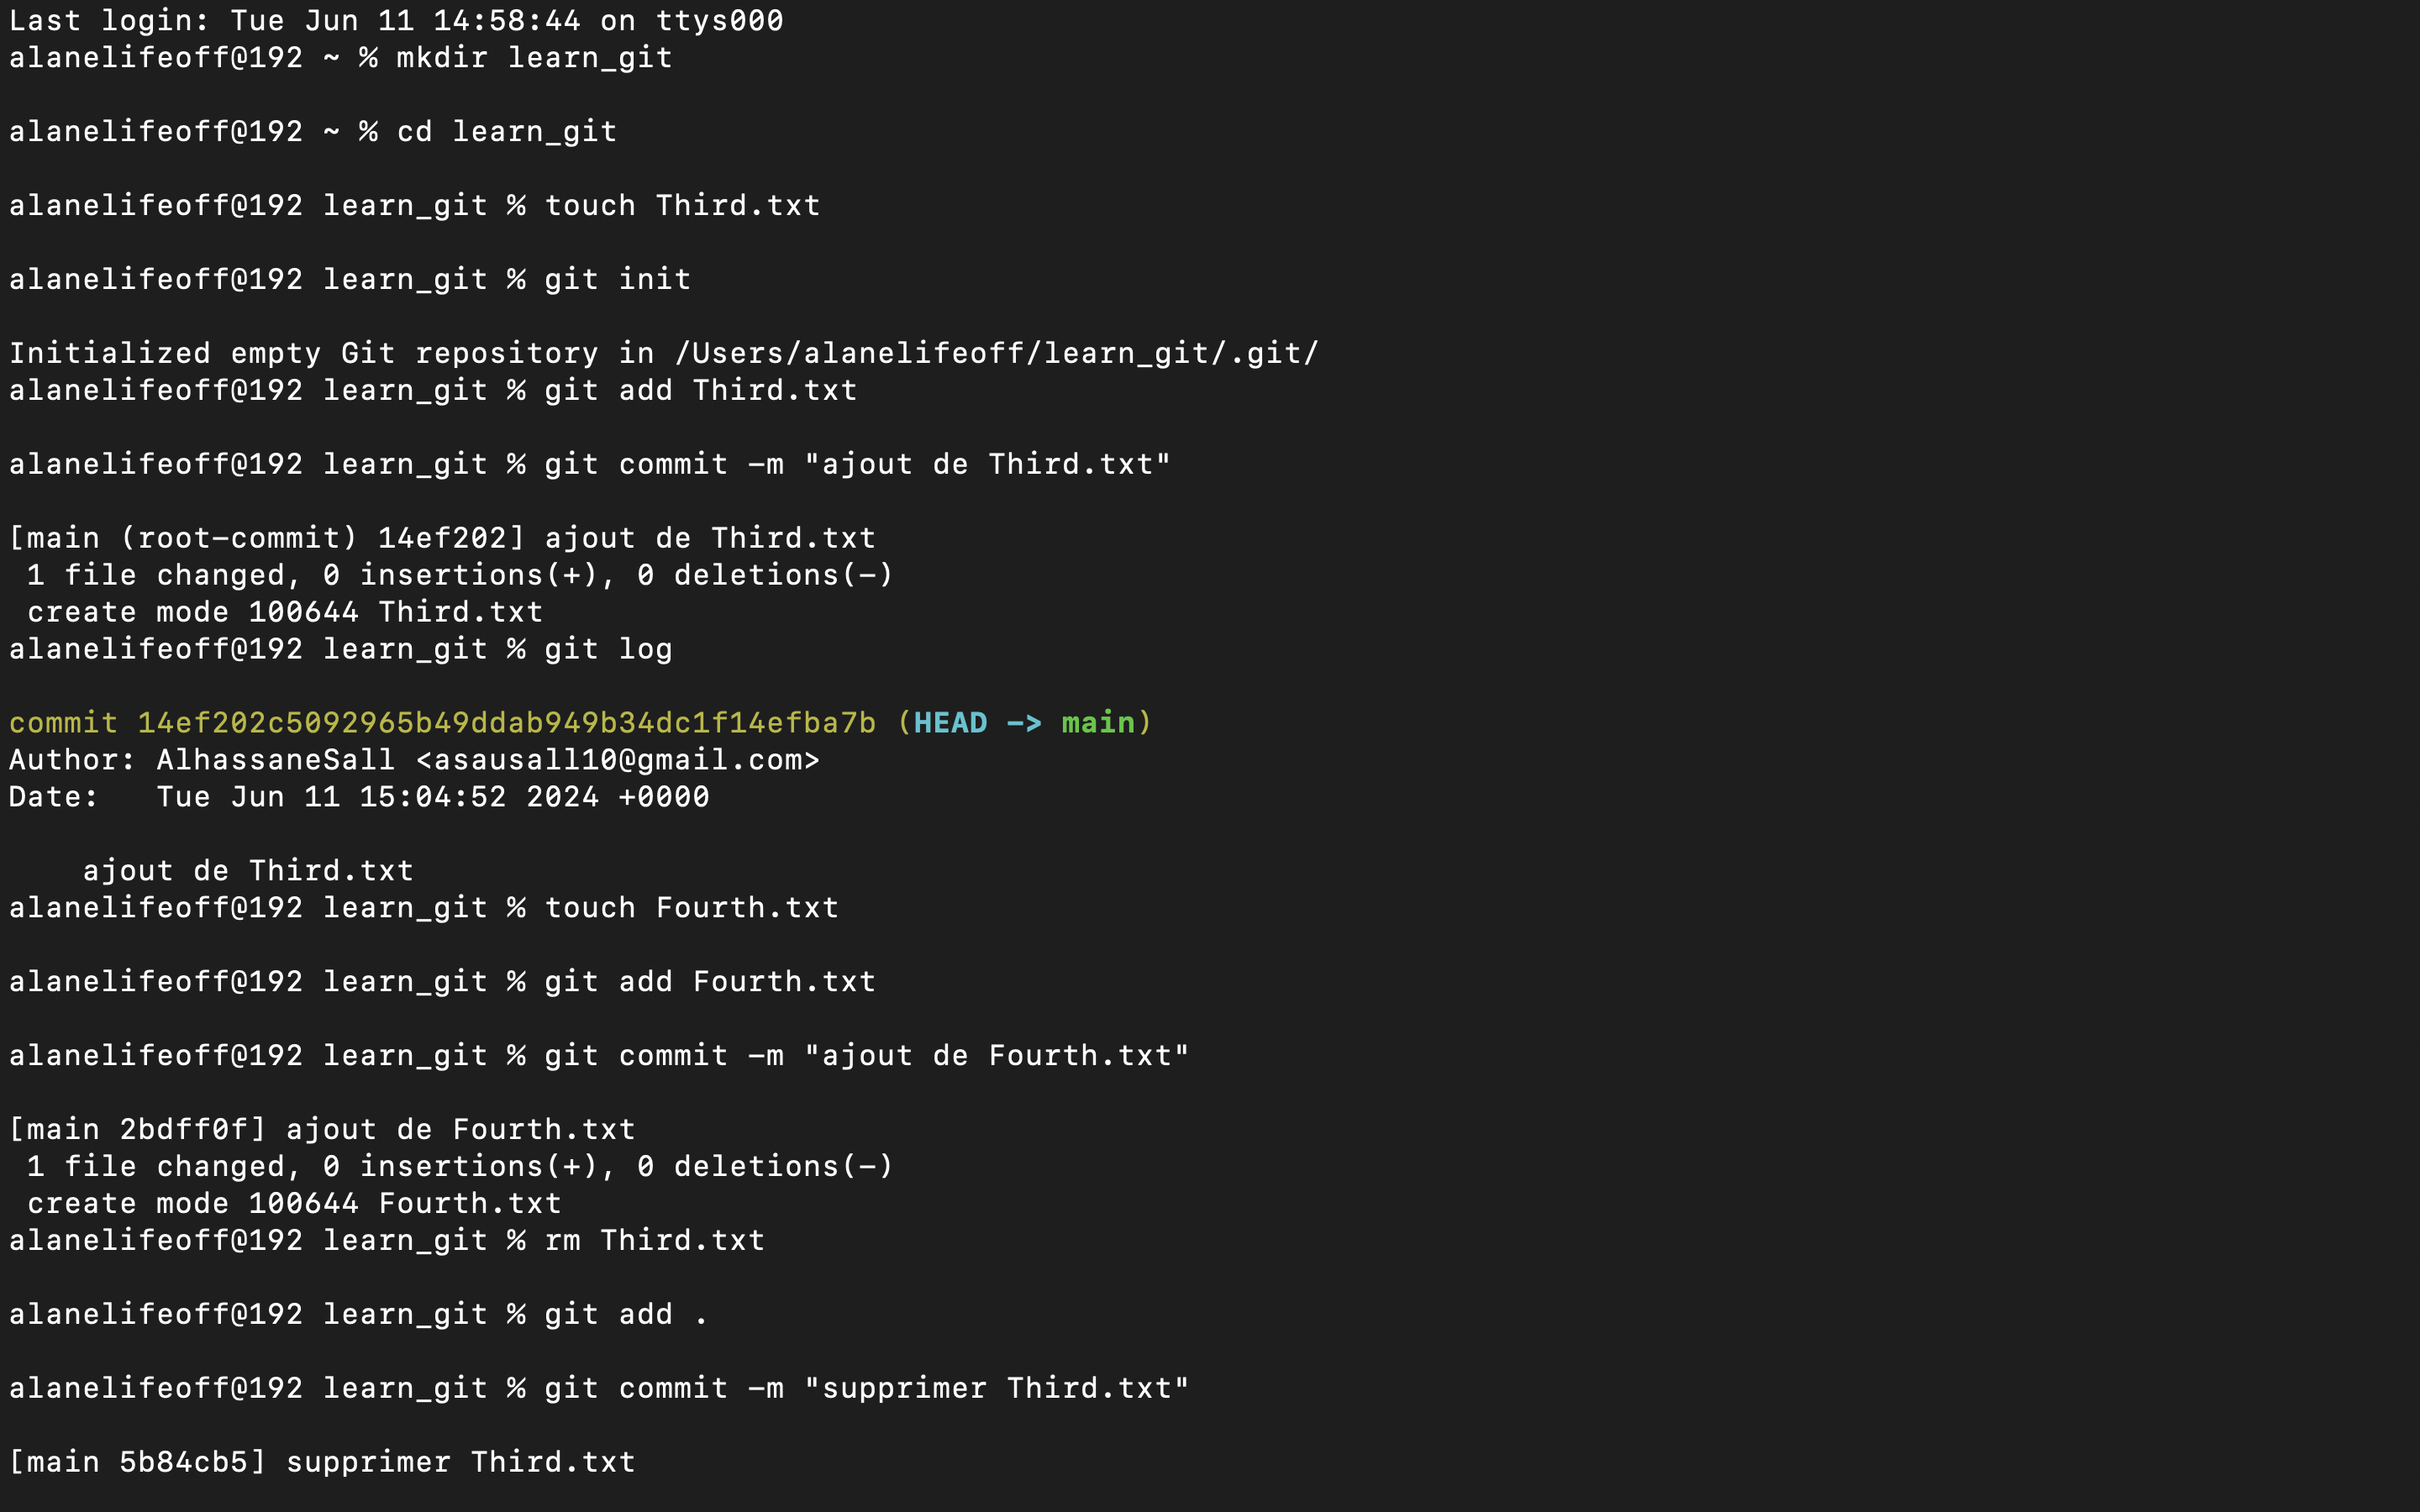 Last login: Tue Jun 11 14:58:44 on ttys000
alanelifeoff@192 ~ % mkdir learn_git
alanelifeoff@192 ~ % cd learn_git
alanelifeoff@192 learn_git % touch Third.txt
alanelifeoff@192 learn_git % git init
Initialized empty Git repository in /Users/alanelifeoff/learn_git/.git/
alanelifeoff@192 learn_git % git add Third.txt
alanelifeoff@192 learn_git % git commit -m "ajout de Third.txt"
[main (root-commit) 14ef202] ajout de Third.txt
 1 file changed, 0 insertions(+), 0 deletions(-)
 create mode 100644 Third.txt
alanelifeoff@192 learn_git % git log
commit 14ef202c5092965b49ddab949b34dc1f14efba7b (HEAD -> main)
Author: AlhassaneSall <asausall10@gmail.com>
Date:   Tue Jun 11 15:04:52 2024 +0000
    ajout de Third.txt
alanelifeoff@192 learn_git % touch Fourth.txt
alanelifeoff@192 learn_git % git add Fourth.txt
alanelifeoff@192 learn_git % git commit -m "ajout de Fourth.txt"
[main 2bdff0f] ajout de Fourth.txt
 1 file changed, 0 insertions(+), 0 deletions(-)
 create mode 100644 Fourth.txt
alanelifeoff@192 learn_git % rm Third.txt
alanelifeoff@192 learn_git % git add .
alanelifeoff@192 learn_git % git commit -m "supprimer Third.txt"
[main 5b84cb5] supprimer Third.txt